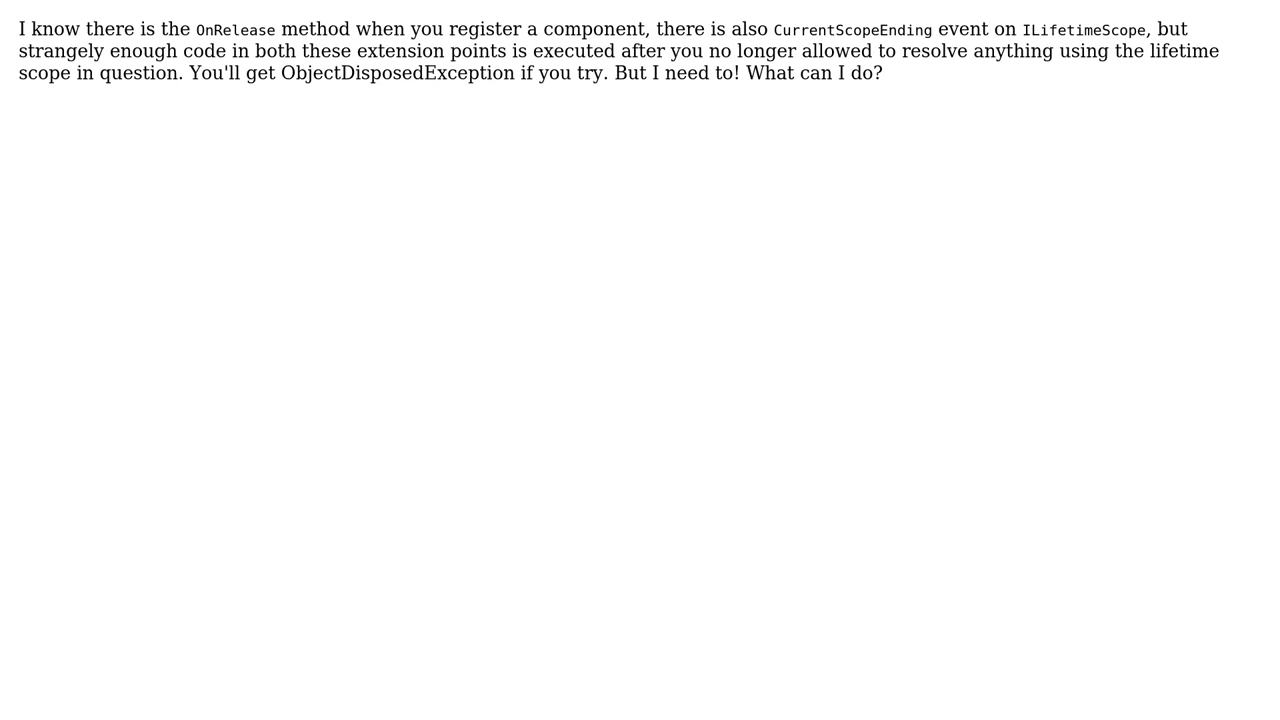 I know there is the OnRelease method when you register a component, there is also CurrentScopeEnding event on ILifetimeScope, but
strangely enough code in both these extension points is executed after you no longer allowed to resolve anything using the lifetime
scope in question. You'll get ObjectDisposedException if you try. But I need to! What can I do?